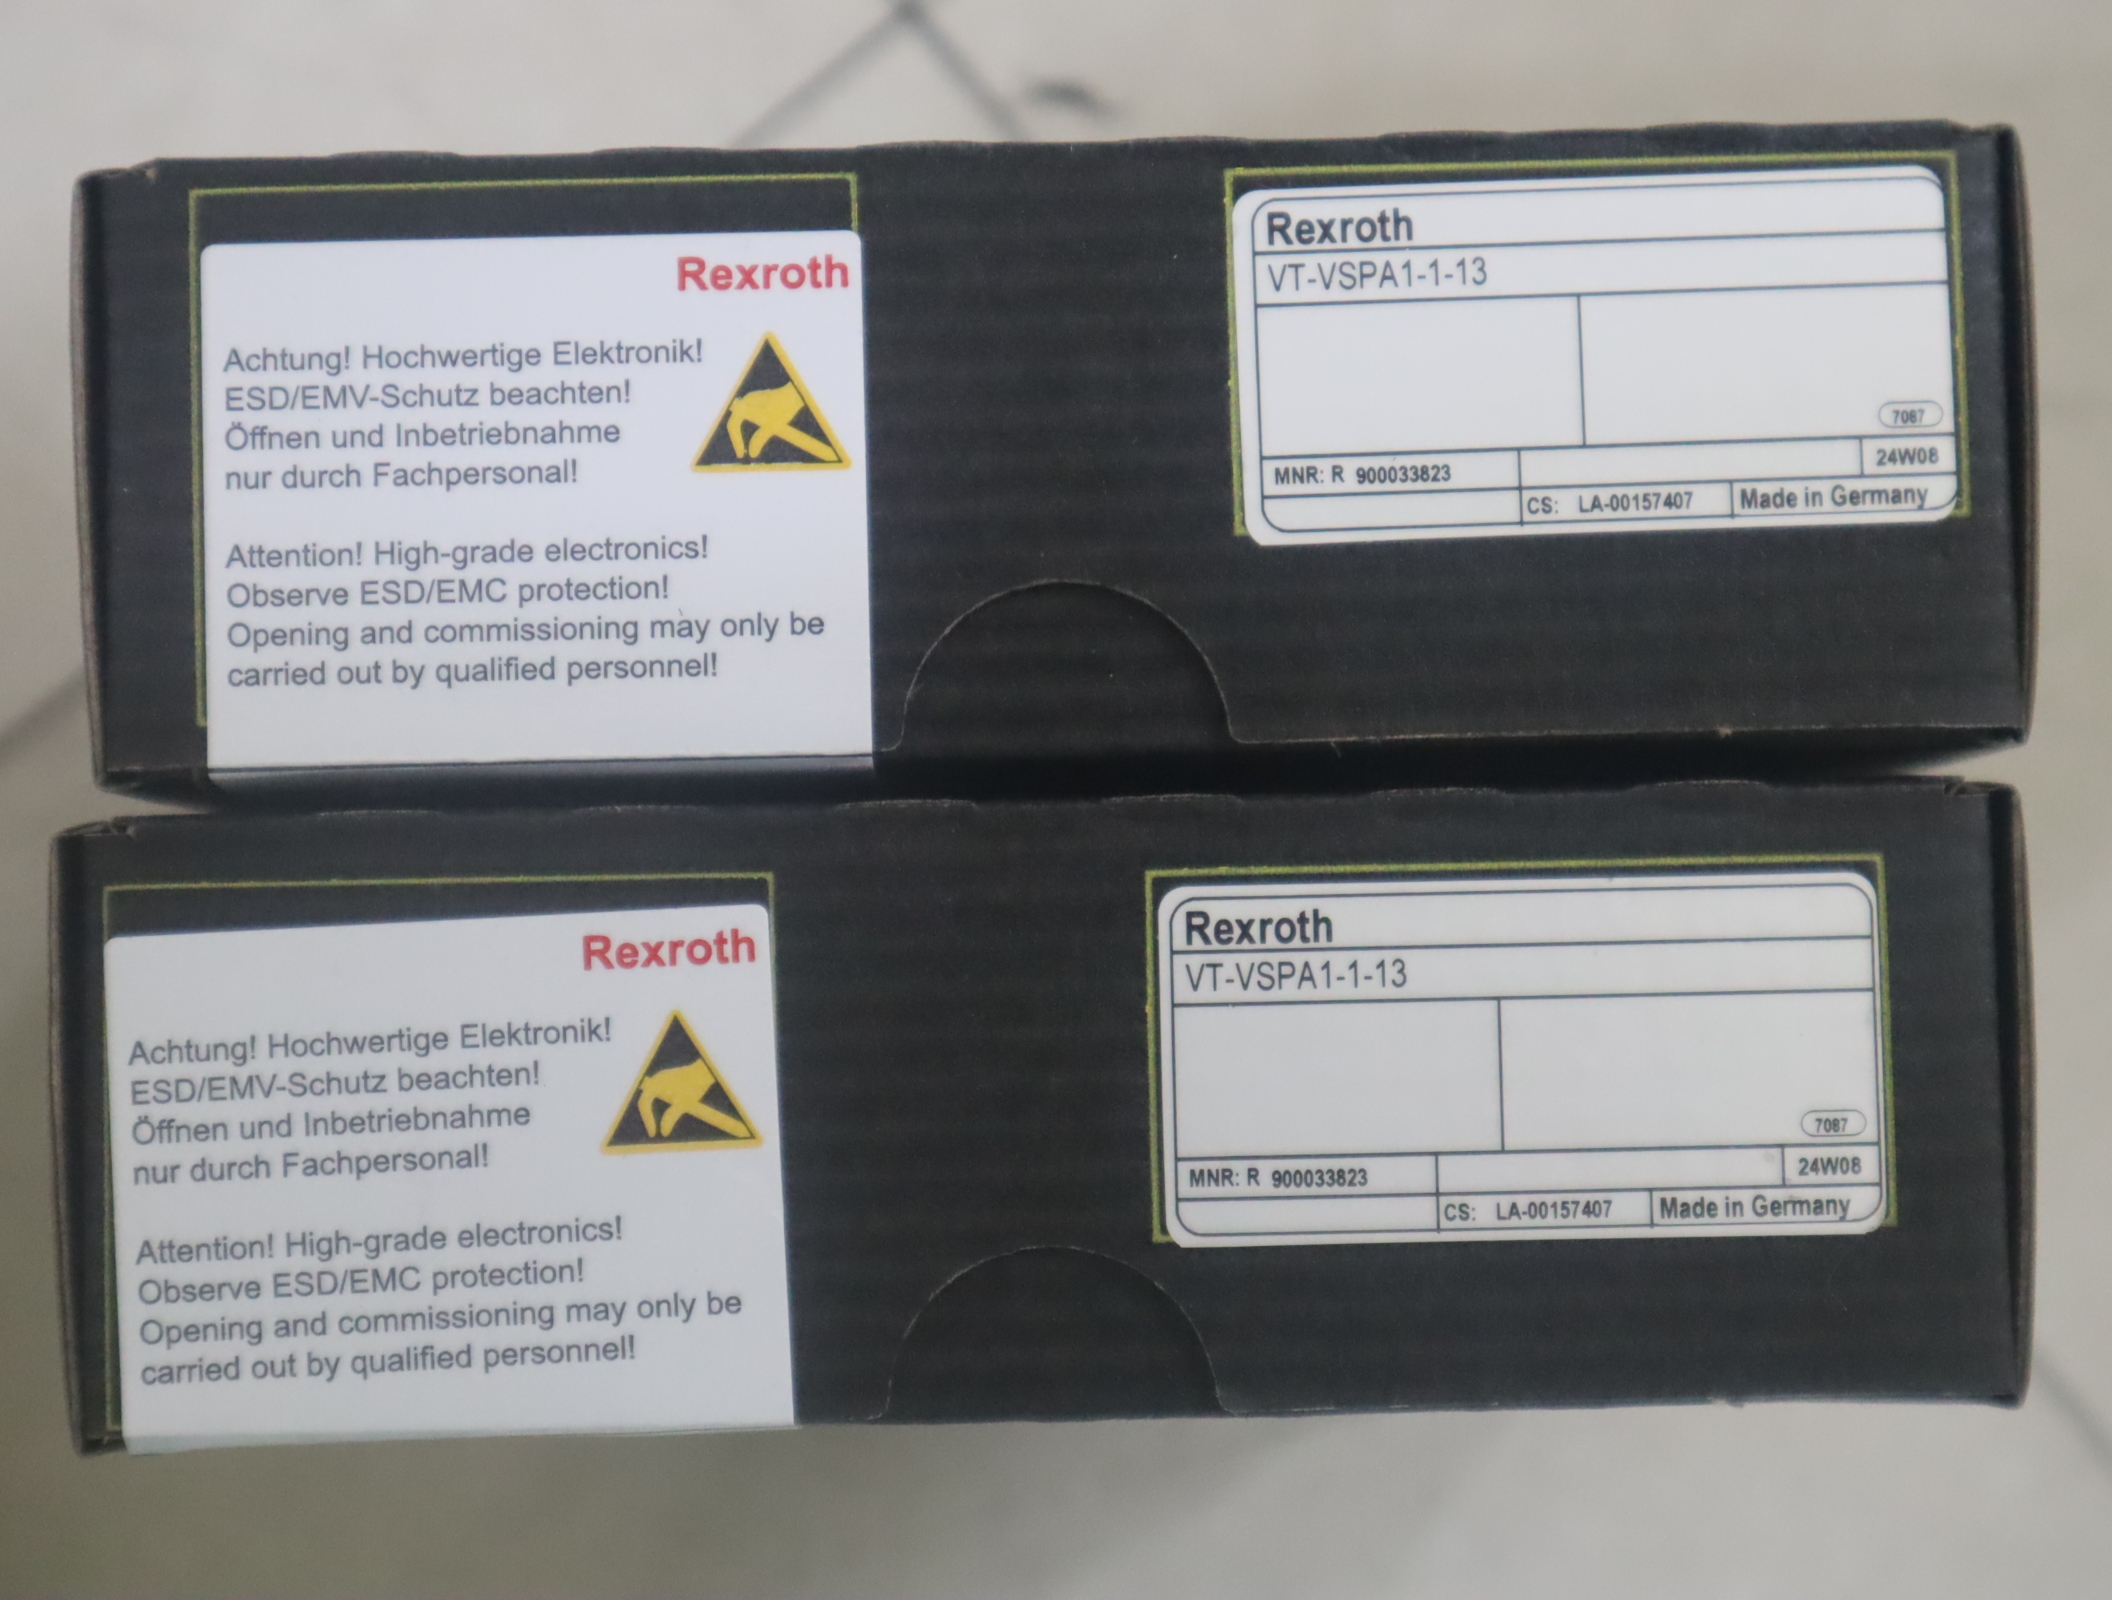 Rexroth
Achtung! Hochwertige Elektronik!
ESD/EMV-Schutz beachten!
Öffnen und Inbetriebnahme
nur durch Fachpersonal!
Attention! High-grade electronics!
Observe ESD/EMC protection!
Opening and commissioning may only be
carried out by qualified personnel!
Rexroth
VT-VSPA1-1-13
7087
24W08
MNR: R 900033823
CS: LA-00157407 Made in Germany
Rexroth
Achtung! Hochwertige Elektronik!
ESD/EMV-Schutz beachten!
Öffnen und Inbetriebnahme
nur durch Fachpersonal!
Attention! High-grade electronics!
Observe ESD/EMC protection!
Opening and commissioning may only be
carried out by qualified personnel!
Rexroth
VT-VSPA1-1-13
7087
24W08
MNR: R 900033823
CS: LA-00157407 Made in Germany